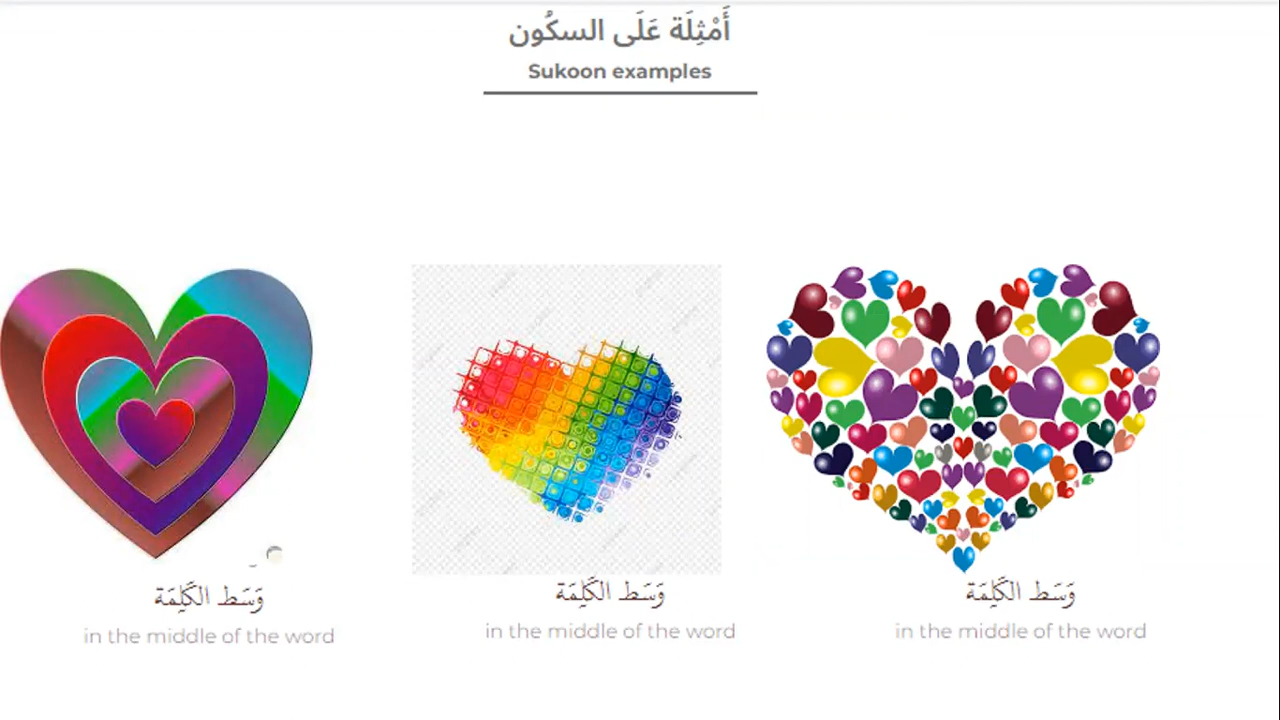 أَمْثِلَة عَلَى السكُون
Sukoon examples
وَسَط الكَلِمَة
in the middle of the word
وَسَط الكَلِمَة
in the middle of the word
وَسَط الكَلِمَة
in the middle of the word